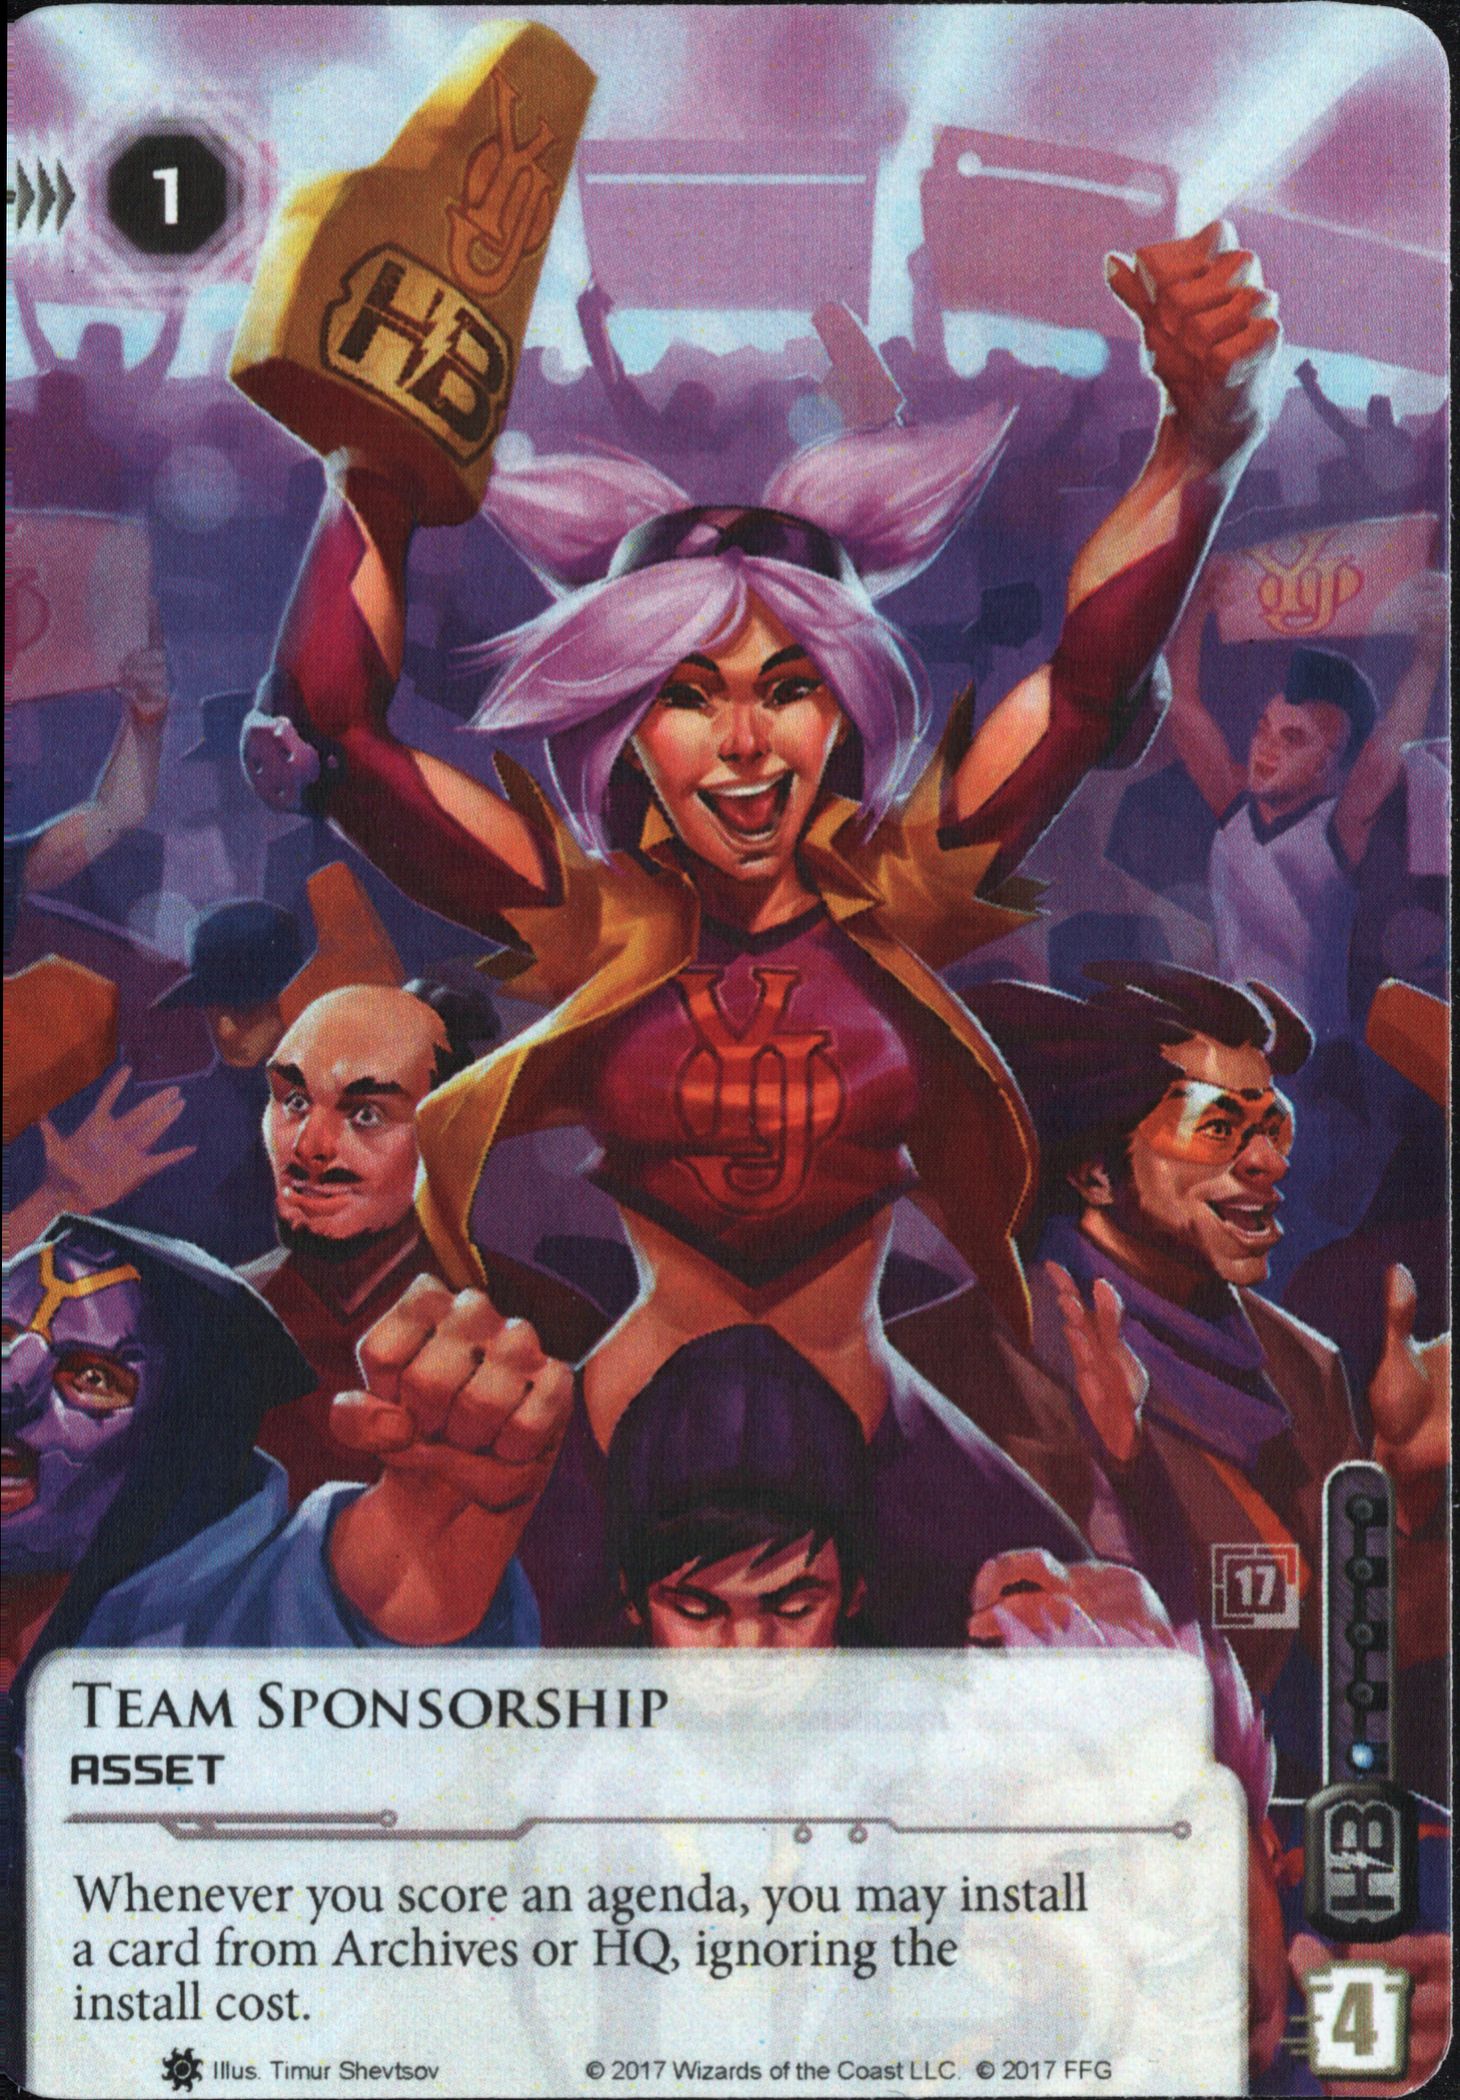 1
YJ
HB
YJ
YJ
17
TEAM SPONSORSHIP
ASSET
Whenever you score an agenda, you may install
a card from Archives or HQ, ignoring the
install cost.
HB
4
Illus. Timur Shevtsov
© 2017 Wizards of the Coast LLC. © 2017 FFG